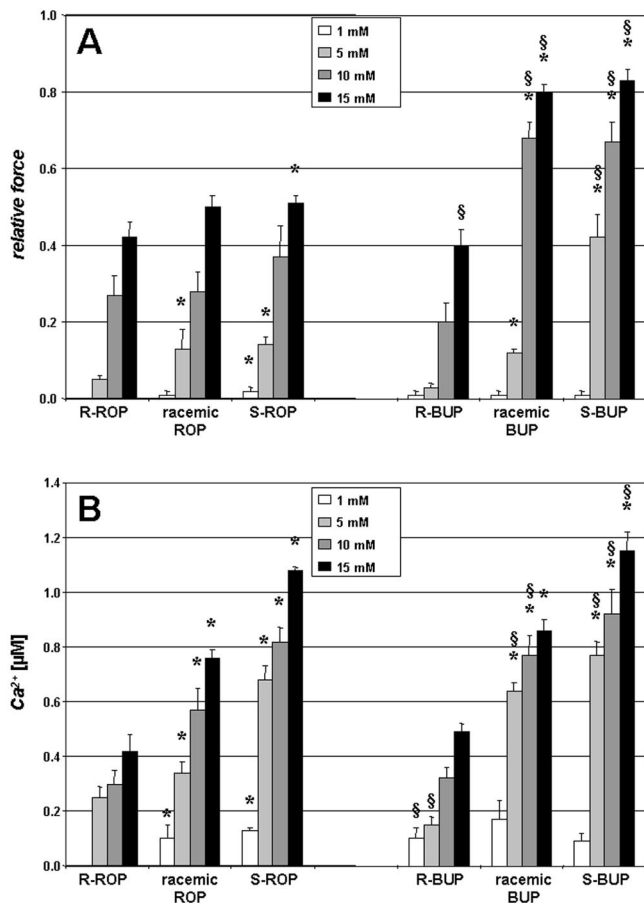 A
1 mM
5 mM
10 mM
15 mM
relative force
1.0
0.8
0.6
0.4
0.2
0.0
*
*
*
*
§
*
§
*
§
*
§
*
§
*
§
*
R-ROP
racemic
ROP
S-ROP
R-BUP
racemic
BUP
S-BUP
B
1 mM
5 mM
10 mM
15 mM
Ca²⁺ [µM]
1.4
1.2
1.0
0.8
0.6
0.4
0.2
0.0
*
*
*
*
*
*
*
*
§
§
§
*
§
*
*
§
*
§
*
§
*
R-ROP
racemic
ROP
S-ROP
R-BUP
racemic
BUP
S-BUP